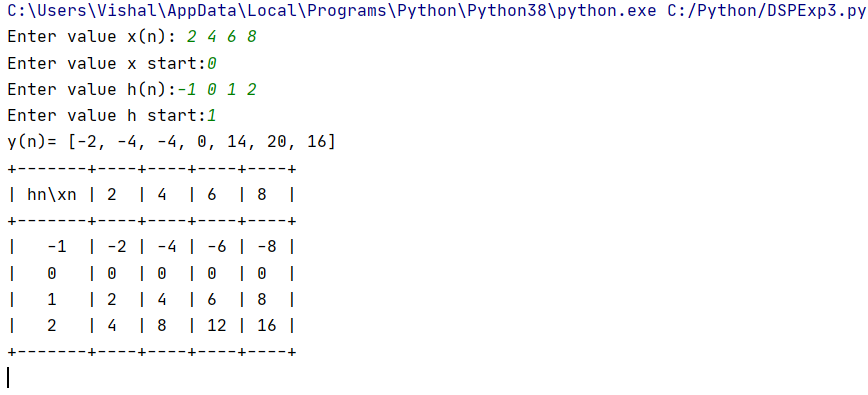 C:\Users\Vishal\AppData\Local\Programs\Python\Python38\python.exe C:/Python/DSPExp3.py
Enter value x(n): 2 4 6 8
Enter value x start:0
Enter value h(n):-1 0 1 2
Enter value h start:1
y(n)= [-2, -4, -4, 0, 14, 20, 16]
+-------+----+----+----+----+
| hn\xn | 2  | 4  | 6  | 8  |
+-------+----+----+----+----+
|   -1  | -2 | -4 | -6 | -8 |
|   0   | 0  | 0  | 0  | 0  |
|   1   | 2  | 4  | 6  | 8  |
|   2   | 4  | 8  | 12 | 16 |
+-------+----+----+----+----+